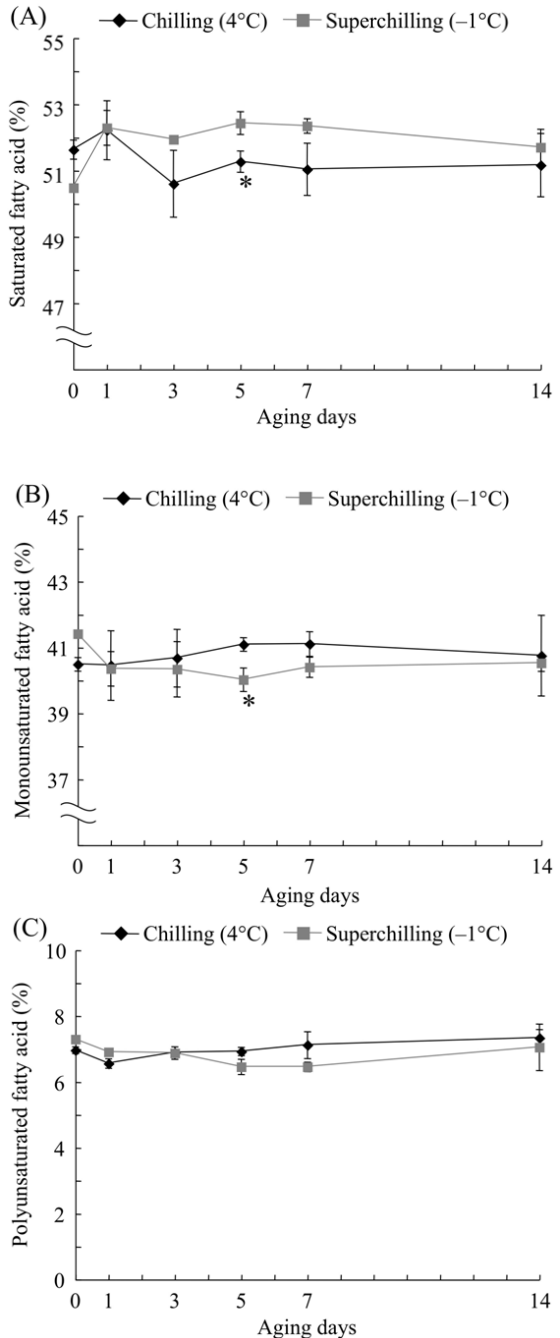 (A)
Chilling (4°C) Superchilling (–1°C)
Saturated fatty acid (%)
55
53
51
49
47
*
0 1 3 5 7 14
Aging days
(B)
Chilling (4°C) Superchilling (–1°C)
Monounsaturated fatty acid (%)
45
43
41
39
37
*
0 1 3 5 7 14
Aging days
(C)
Chilling (4°C) Superchilling (–1°C)
Polyunsaturated fatty acid (%)
10
8
6
4
2
0
0 1 3 5 7 14
Aging days